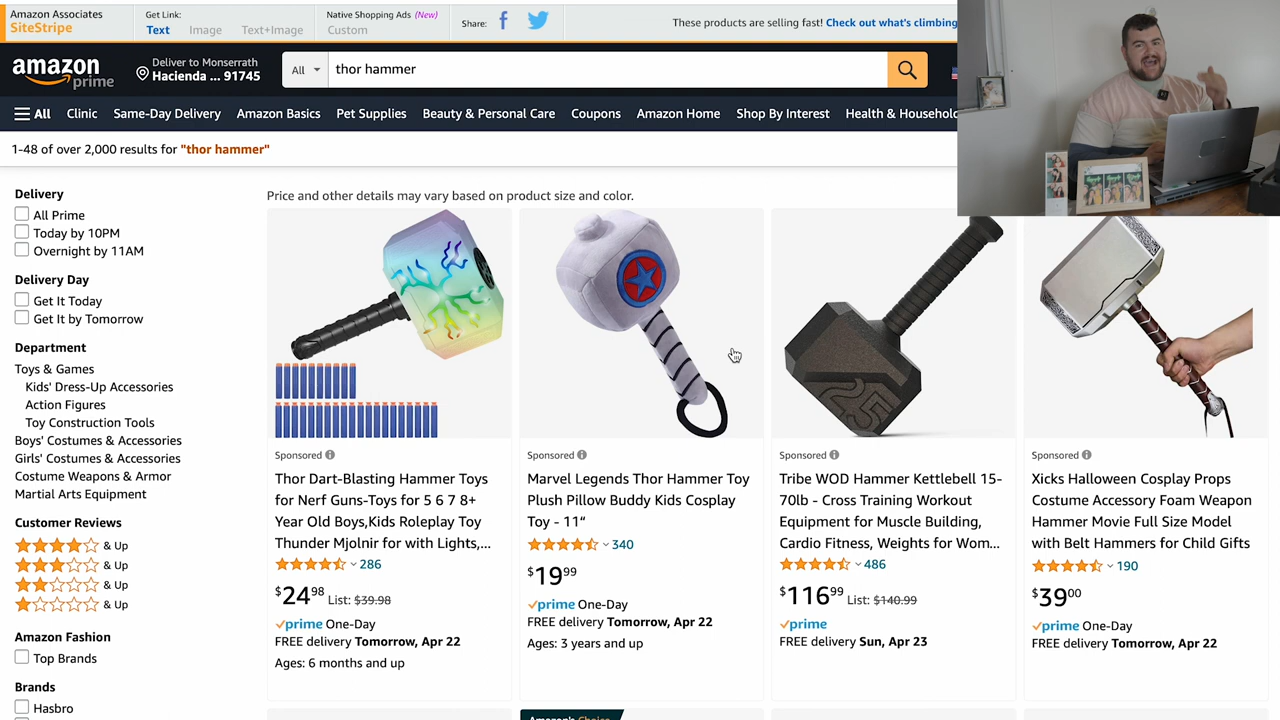 Amazon Associates
SiteStripe
Get Link:
Text Image Text+Image
Native Shopping Ads (New)
Custom
Share:
These products are selling fast! Check out what's climbing
amazon
prime
Deliver to Monserrath
Hacienda ... 91745
All
thor hammer
All Clinic Same-Day Delivery Amazon Basics Pet Supplies Beauty & Personal Care Coupons Amazon Home Shop By Interest Health & Household
1-48 of over 2,000 results for "thor hammer"
Delivery
All Prime
Today by 10PM
Overnight by 11AM
Delivery Day
Get It Today
Get It by Tomorrow
Department
Toys & Games
Kids' Dress-Up Accessories
Action Figures
Toy Construction Tools
Boys' Costumes & Accessories
Girls' Costumes & Accessories
Costume Weapons & Armor
Martial Arts Equipment
Customer Reviews
& Up
& Up
& Up
& Up
Amazon Fashion
Top Brands
Brands
Hasbro
Price and other details may vary based on product size and color.
Sponsored
Thor Dart-Blasting Hammer Toys
for Nerf Guns-Toys for 5 6 7 8+
Year Old Boys,Kids Roleplay Toy
Thunder Mjolnir for with Lights,...
286
$24.98 List: $39.98
prime One-Day
FREE delivery Tomorrow, Apr 22
Ages: 6 months and up
Sponsored
Marvel Legends Thor Hammer Toy
Plush Pillow Buddy Kids Cosplay
Toy - 11“
340
$19.99
prime One-Day
FREE delivery Tomorrow, Apr 22
Ages: 3 years and up
Amazon's Choice
25
Sponsored
Tribe WOD Hammer Kettlebell 15-
70lb - Cross Training Workout
Equipment for Muscle Building,
Cardio Fitness, Weights for Wom...
486
$116.99 List: $140.99
prime
FREE delivery Sun, Apr 23
Sponsored
Xicks Halloween Cosplay Props
Costume Accessory Foam Weapon
Hammer Movie Full Size Model
with Belt Hammers for Child Gifts
190
$39.00
prime One-Day
FREE delivery Tomorrow, Apr 22